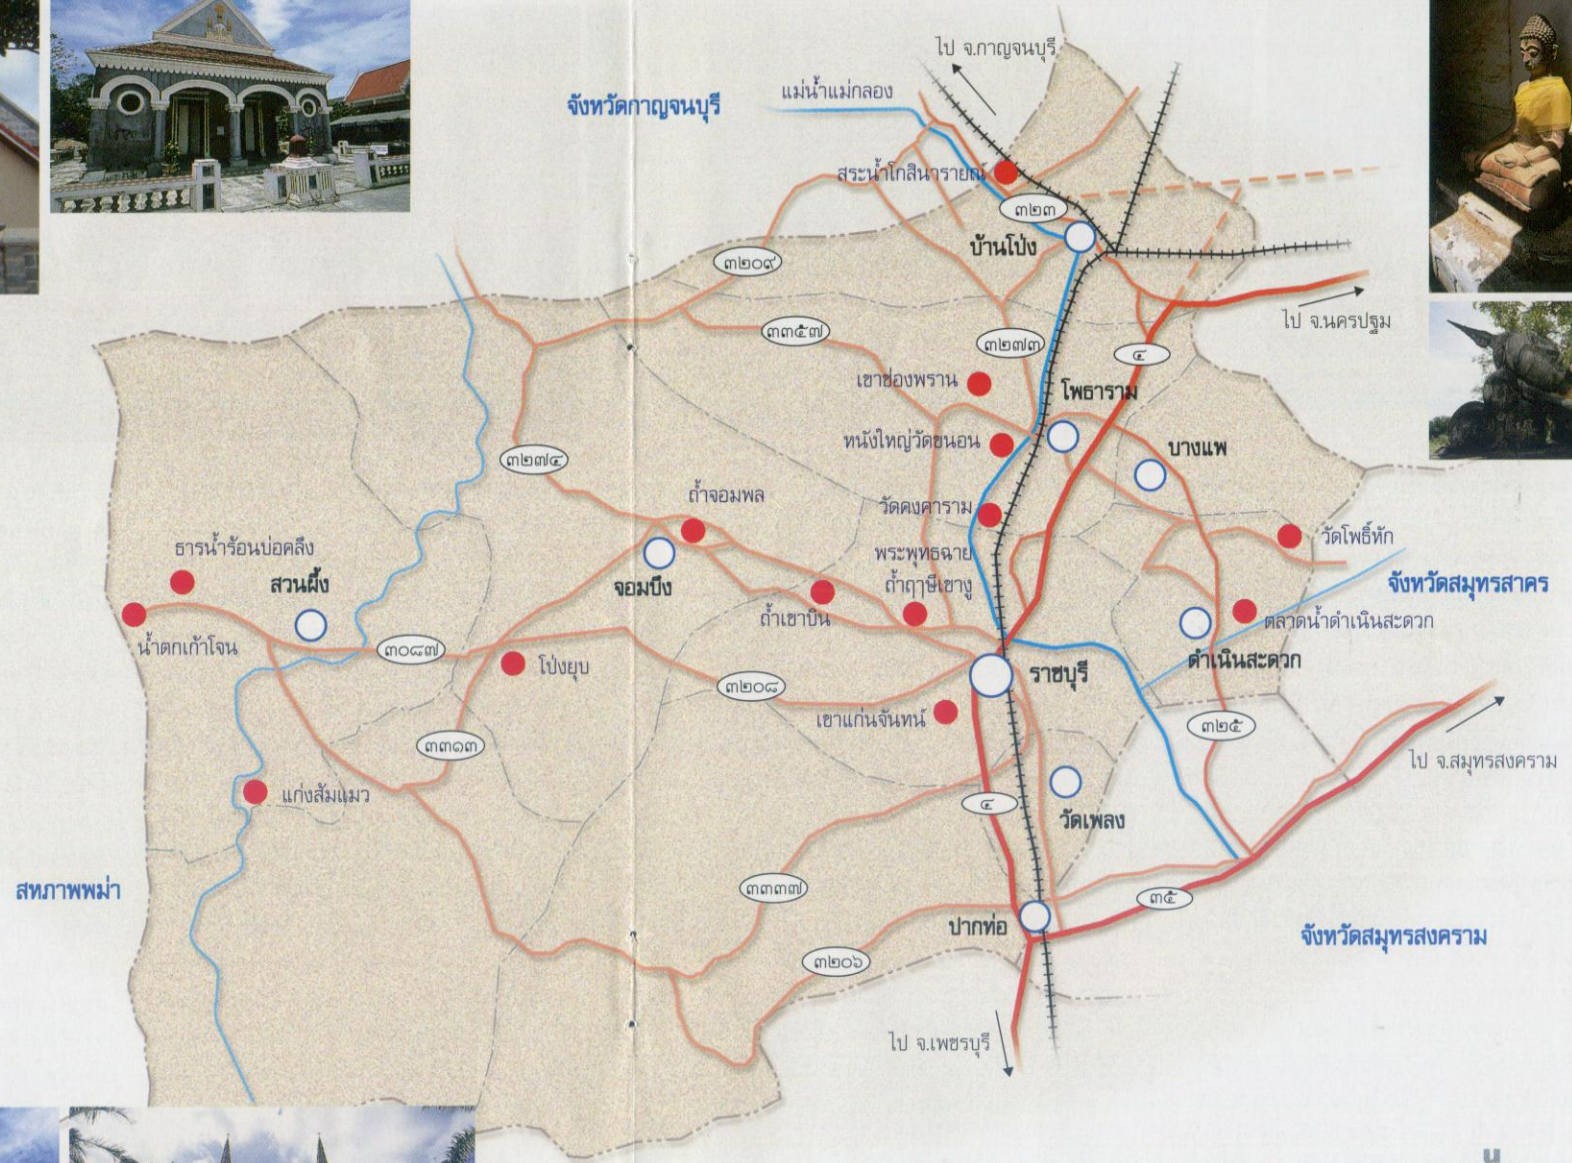 ไป จ.กาญจนบุรี
แม่น้ำแม่กลอง
จังหวัดกาญจนบุรี
สระน้ำโกสินารายณ์
๓๒๓
บ้านโป่ง
๓๒๐๙
ไป จ.นครปฐม
๓๓๕๗
๓๒๗๓
๔
เขาช่องพราน
โพธาราม
หนังใหญ่วัดขนอน
บางแพ
๓๒๗๔
ถ้ำจอมพล
วัดคงคาราม
วัดโพธิ์หัก
ธารน้ำร้อนบ่อคลึง
พระพุทธฉาย
ถ้ำฤาษีเขางู
จังหวัดสมุทรสาคร
สวนผึ้ง
จอมบึง
ถ้ำเขาบิน
ตลาดน้ำดำเนินสะดวก
น้ำตกเก้าโจน
๓๐๘๗
โป่งยุบ
ดำเนินสะดวก
ราชบุรี
๓๒๐๘
เขาแก่นจันทน์
๓๒๕
๓๓๑๓
ไป จ.สมุทรสงคราม
แก่งส้มแมว
๔
วัดเพลง
สหภาพพม่า
๓๓๓๗
๓๕
ปากท่อ
จังหวัดสมุทรสงคราม
๓๒๐๖
ไป จ.เพชรบุรี